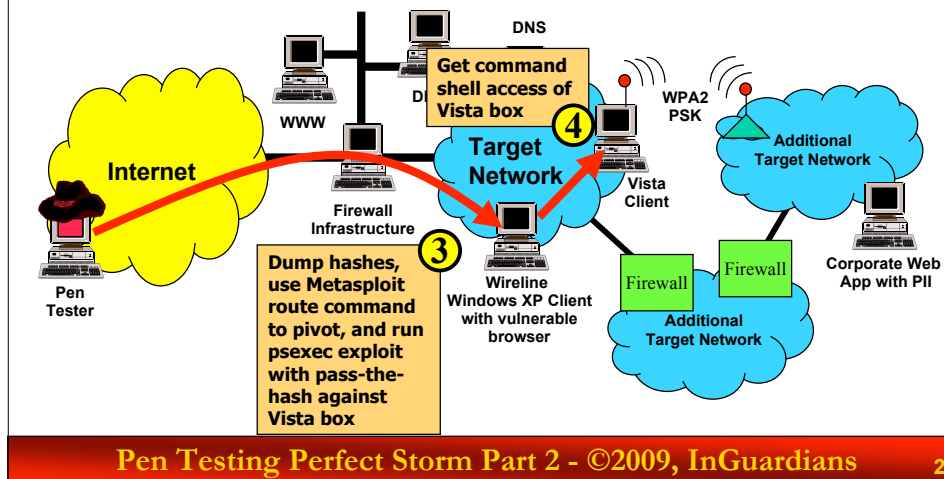 DNS
WWW
Get command
shell access of
Vista box
4
WPA2
PSK
Internet
Target
Network
Vista
Client
Additional
Target Network
Firewall
Infrastructure
Pen
Tester
3
Dump hashes,
use Metasploit
route command
to pivot, and run
psexec exploit
with pass-the-
hash against
Vista box
Wireline
Windows XP Client
with vulnerable
browser
Firewall
Firewall
Corporate Web
App with PII
Additional
Target Network
Pen Testing Perfect Storm Part 2 - ©2009, InGuardians